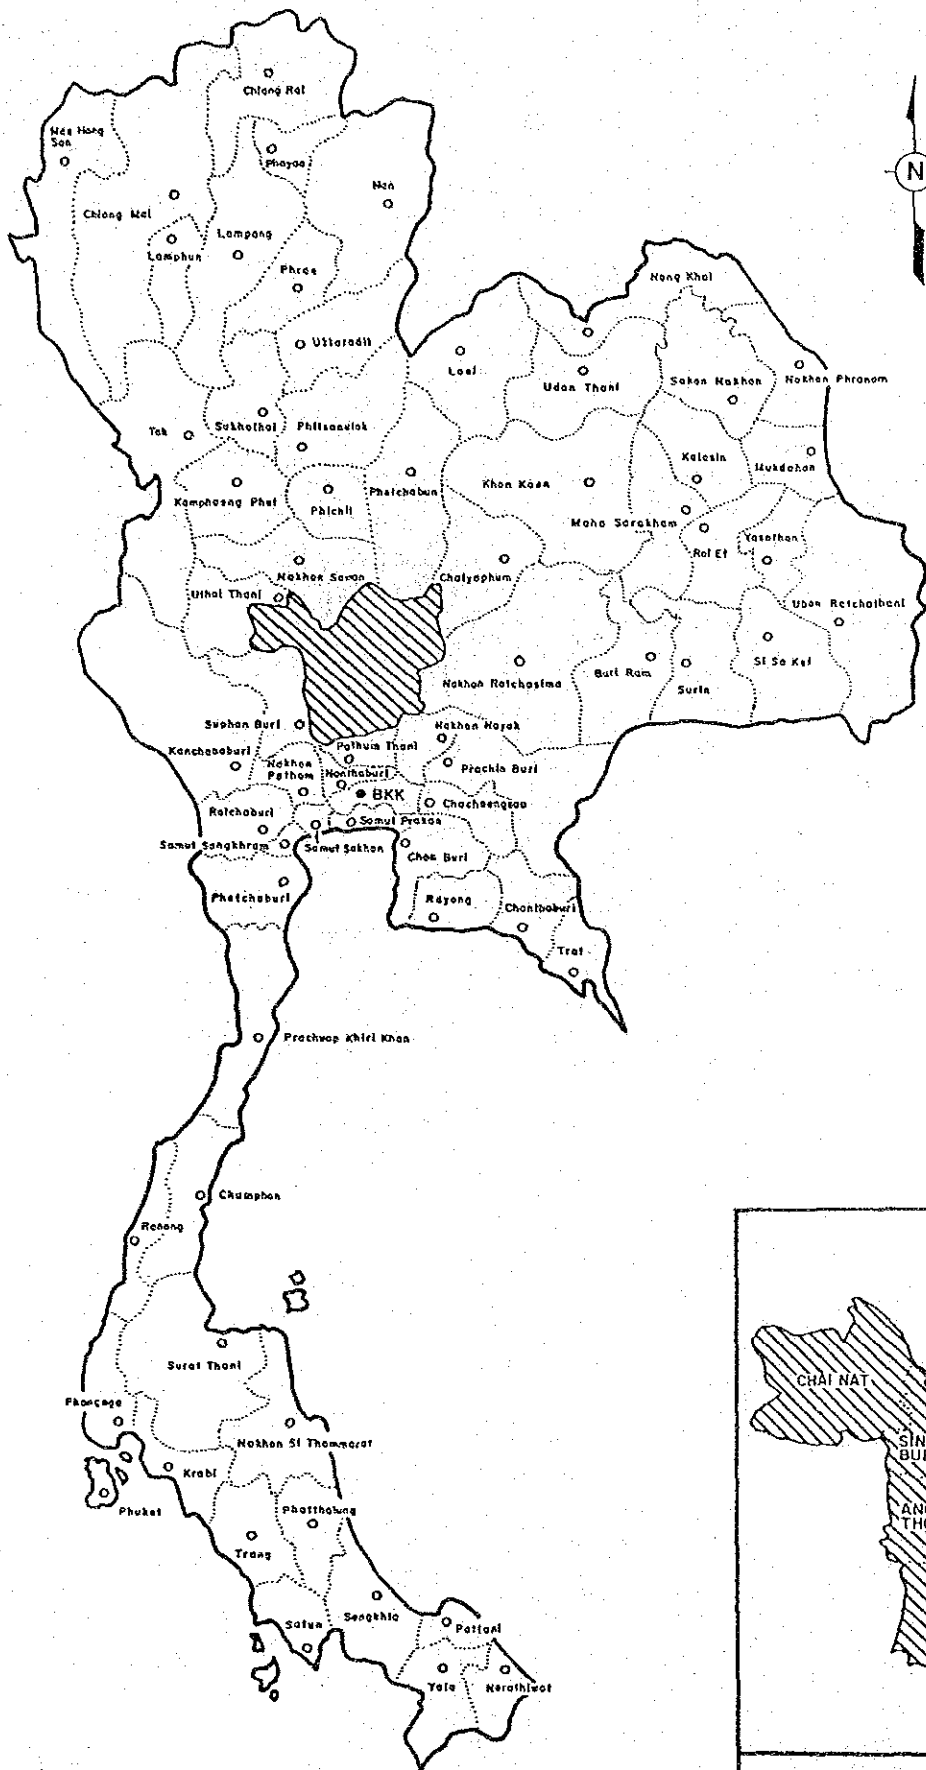 Chiang Rai
N
Mae Hong
Son
Phayao
Nan
Chiang Mai
Lampang
Lamphun
Phrae
Nong Khai
Uttaradit
Loei
Udon Thani
Sakon Nakhon
Nakhon Phranom
Tak
Sukhothai
Phitsanulok
Kalasin
Mukdahan
Kamphaeng Phet
Phichit
Phetchabun
Khon Kaen
Maha Sarakham
Roi Et
Yasothon
Nakhon Sawan
Chaiyaphum
Uthai Thani
Ubon Ratchathani
Nakhon Ratchasima
Buri Ram
Surin
Si Sa Ket
Suphan Buri
Nakhon Nayok
Kanchanaburi
Nakhon
Pathom
Pathum Thani
Nonthaburi
Prachin Buri
BKK
Chachoengsao
Ratchaburi
Samut Prakan
Samut Songkhram
Samut Sakhon
Chon Buri
Phetchaburi
Rayong
Chanthaburi
Trat
Prachuap Khiri Khan
Chumphon
Ranong
Surat Thani
Phangnga
Nakhon Si Thammarat
Krabi
Phuket
Phatthalung
Trang
Satun
Songkhla
Pattani
Yala
Narathiwat
CHAI NAT
SIN
BU
ANG
THO